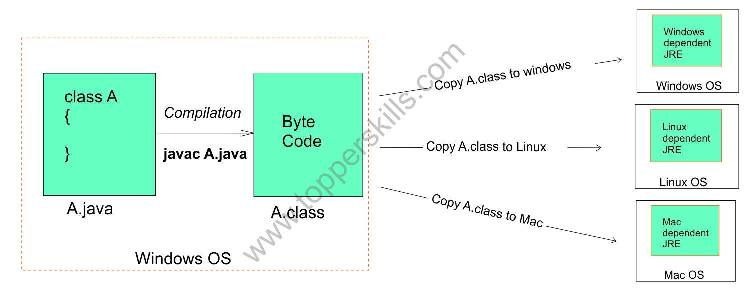 class A
{
}
A.java
Compilation
javac A.java
Byte
Code
A.class
Windows OS
Copy A.class to windows
Copy A.class to Linux
Copy A.class to Mac
Windows
dependent
JRE
Windows OS
Linux
dependent
JRE
Linux OS
Mac
dependent
JRE
Mac OS
www.topperskills.com